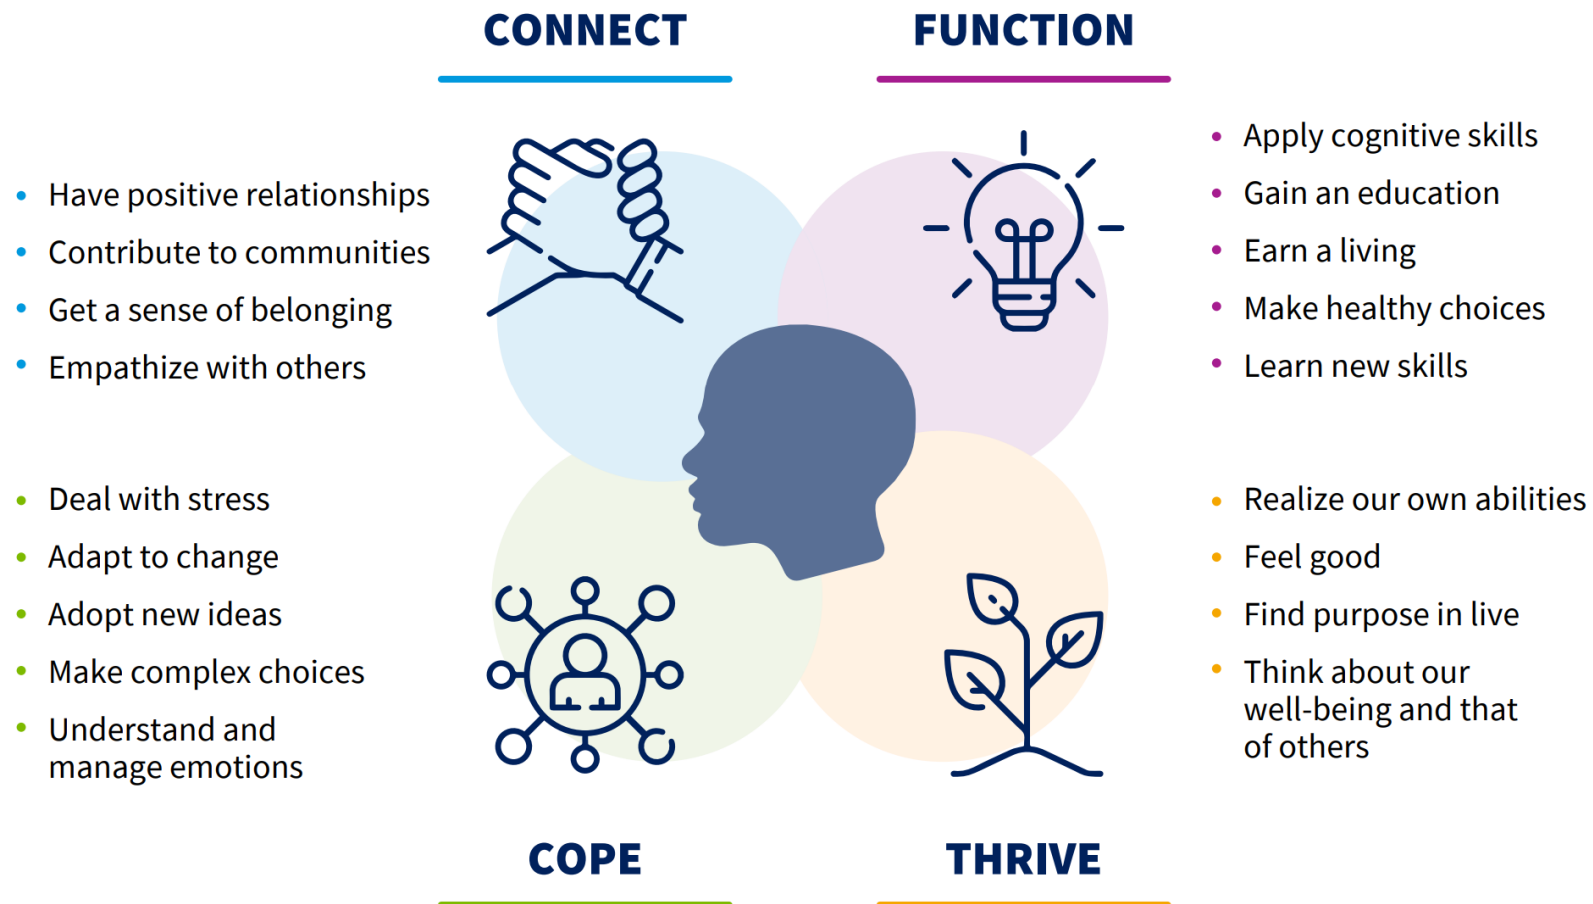 CONNECT
Have positive relationships
Contribute to communities
Get a sense of belonging
Empathize with others
FUNCTION
Apply cognitive skills
Gain an education
Earn a living
Make healthy choices
Learn new skills
Deal with stress
Adapt to change
Adopt new ideas
Make complex choices
Understand and
manage emotions
COPE
Realize our own abilities
Feel good
Find purpose in live
Think about our
well-being and that
of others
THRIVE